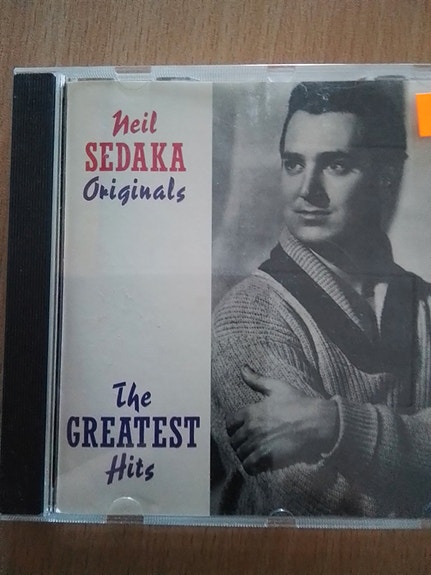 Neil
SEDAKA
Originals
The
GREATEST
Hits